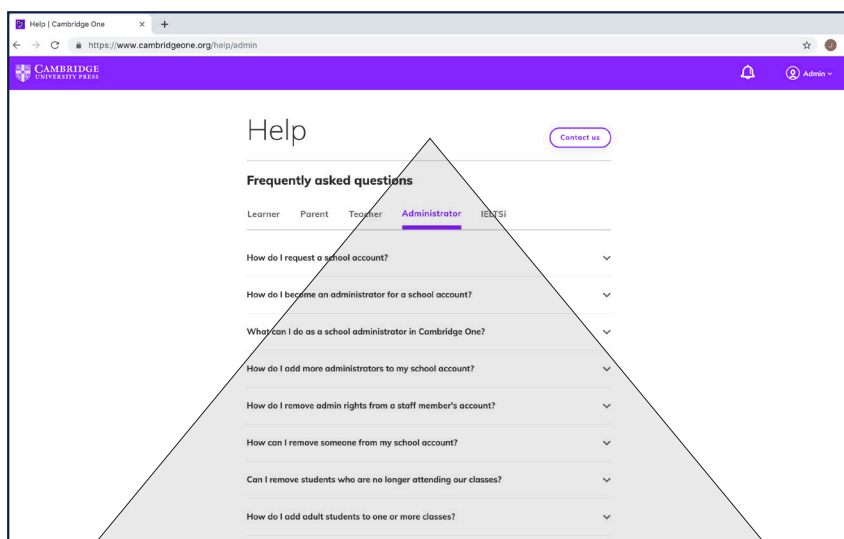 Help | Cambridge One
https://www.cambridgeone.org/help/admin
J
CAMBRIDGE
UNIVERSITY PRESS
Admin
Help
Contact us
Frequently asked questions
Learner Parent Teacher Administrator IELTSi
How do I request a school account?
How do I become an administrator for a school account?
What can I do as a school administrator in Cambridge One?
How do I add more administrators to my school account?
How do I remove admin rights from a staff member's account?
How can I remove someone from my school account?
Can I remove students who are no longer attending our classes?
How do I add adult students to one or more classes?